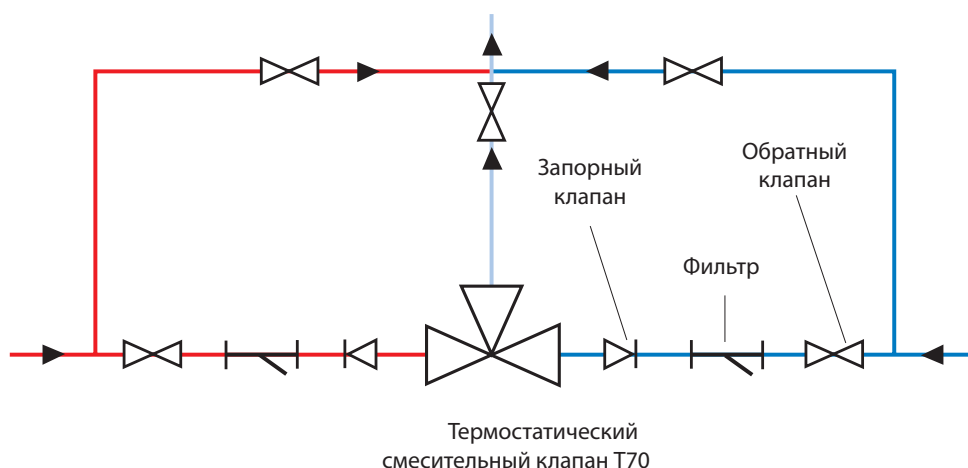 Запорный
клапан
Обратный
клапан
Фильтр
Термостатический
смесительный клапан T70